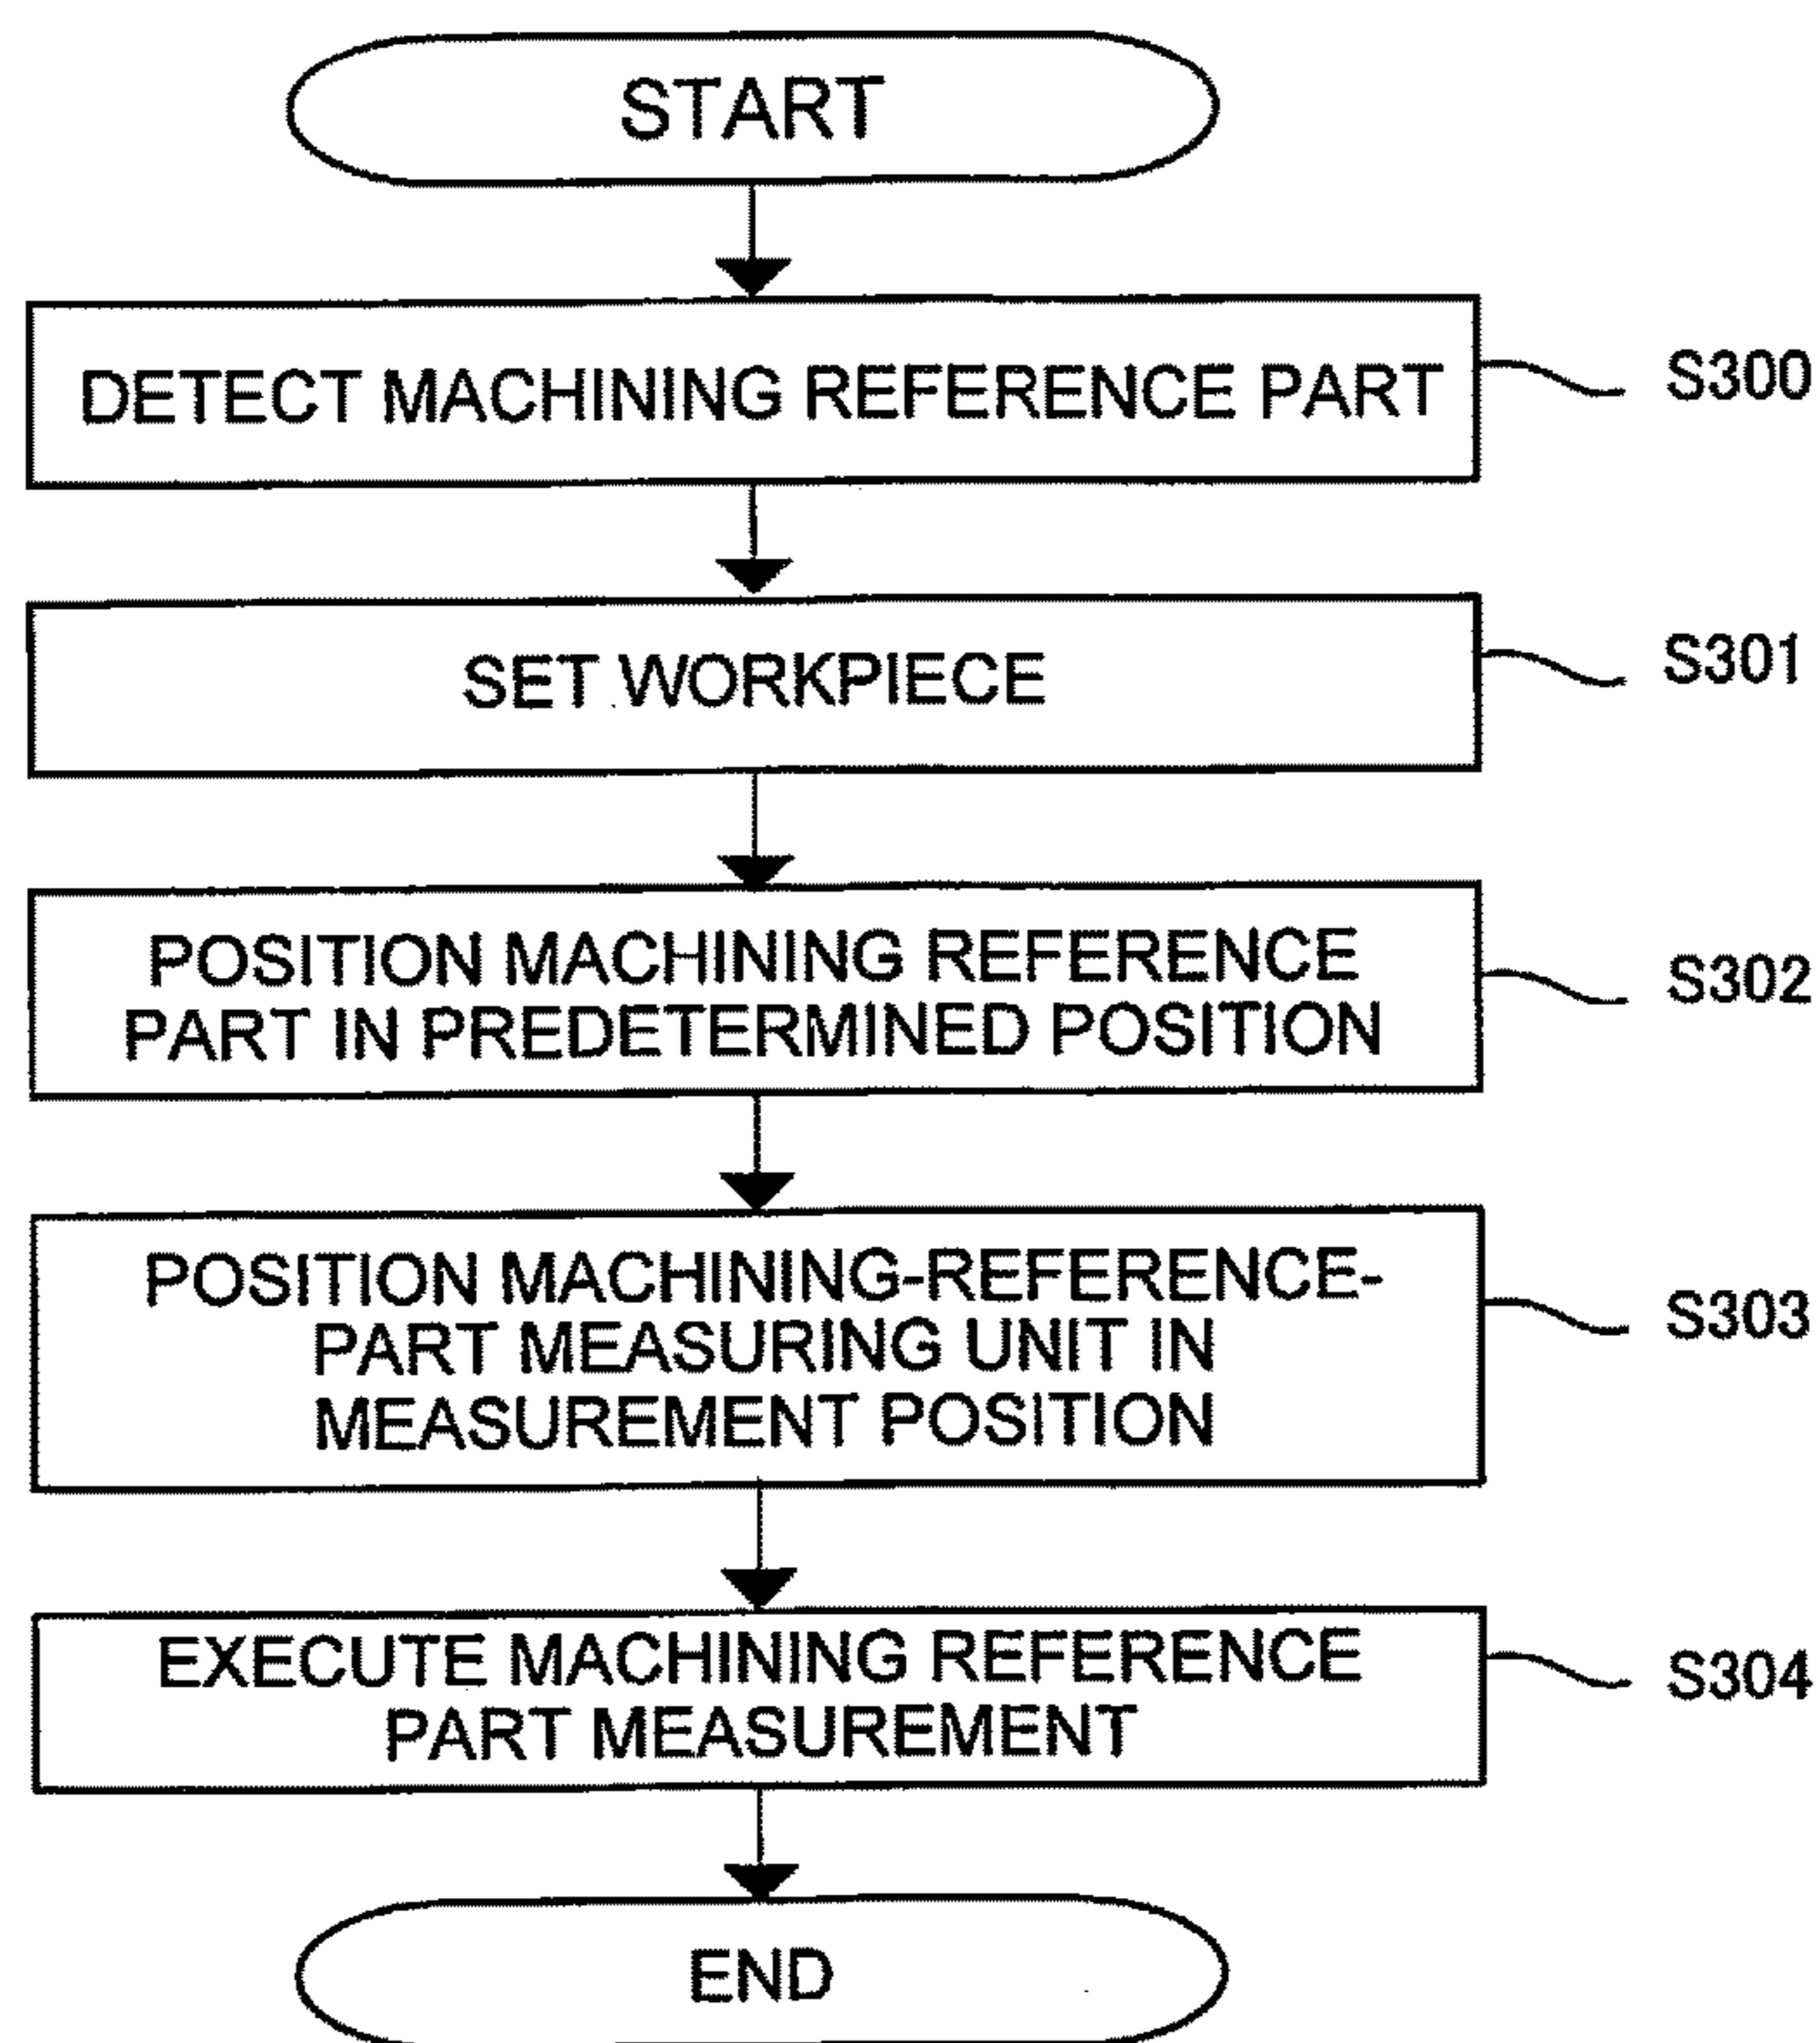 START
DETECT MACHINING REFERENCE PART
S300
SET WORKPIECE
S301
POSITION MACHINING REFERENCE
PART IN PREDETERMINED POSITION
S302
POSITION MACHINING-REFERENCE-
PART MEASURING UNIT IN
MEASUREMENT POSITION
S303
EXECUTE MACHINING REFERENCE
PART MEASUREMENT
S304
END